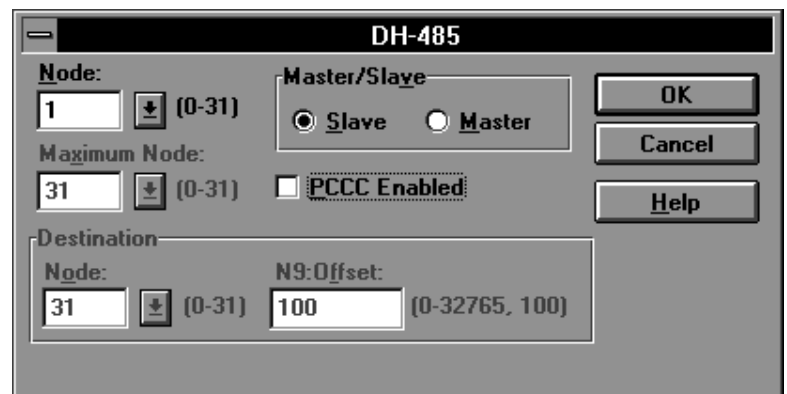 DH-485
Node:
1 (0-31)
Maximum Node:
31 (0-31)
Master/Slave
Slave Master
PCCC Enabled
OK
Cancel
Help
Destination
Node:
31 (0-31)
N9:Offset:
100 (0-32765, 100)